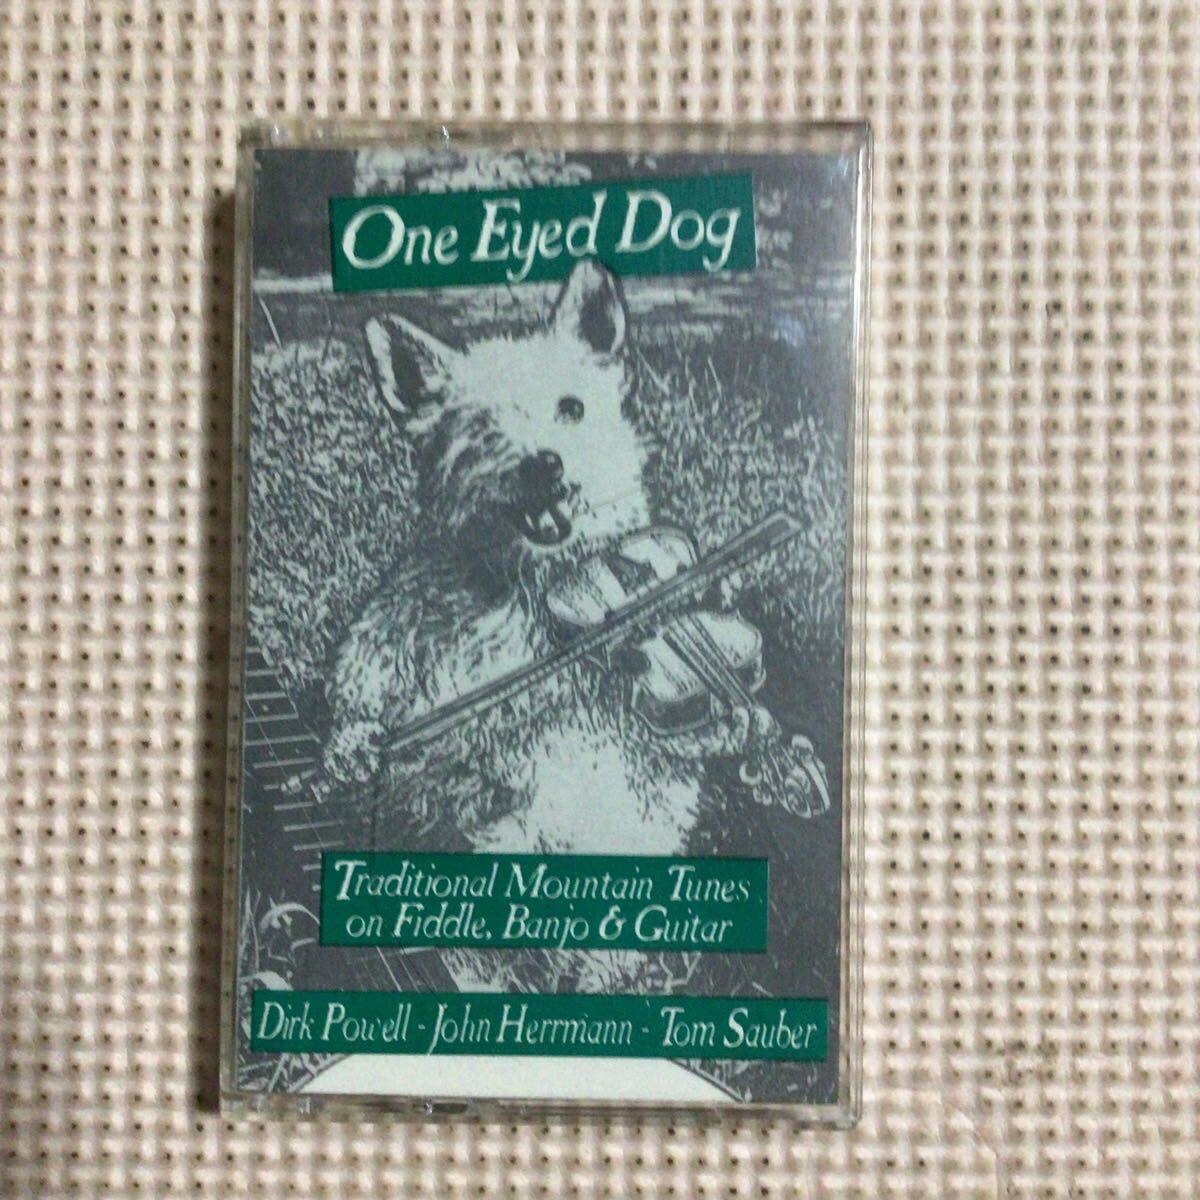 One Eyed Dog
Traditional Mountain Tunes
on Fiddle, Banjo & Guitar
Dirk Powell - John Herrmann - Tom Sauber